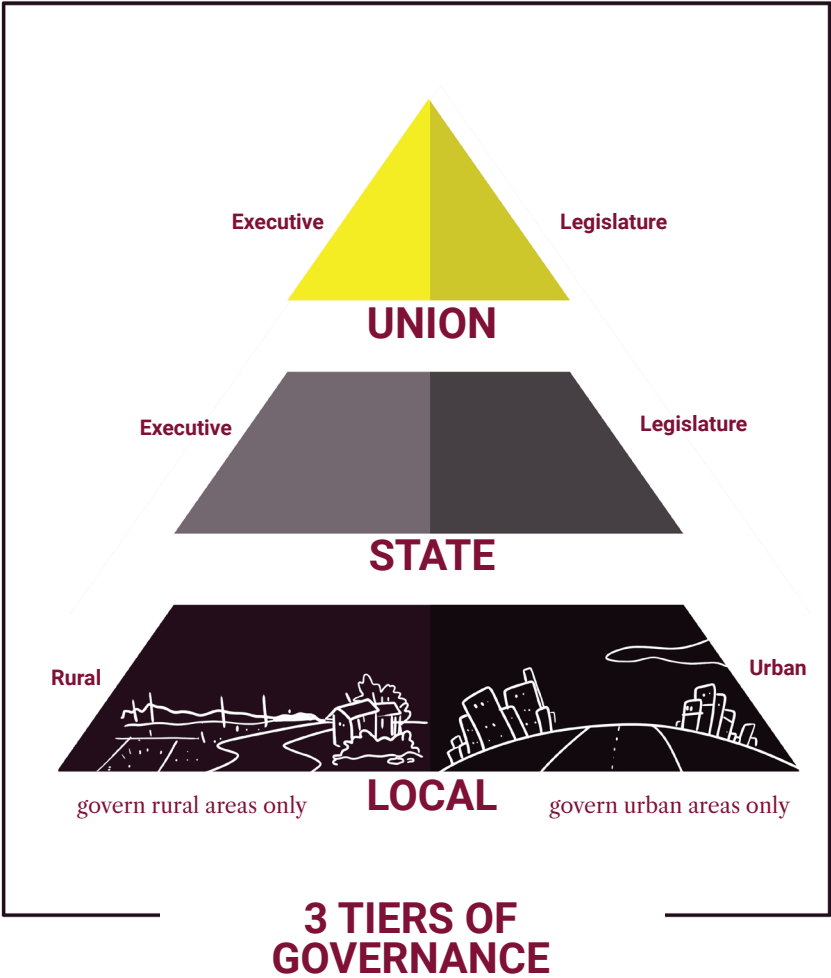 Executive
Legislature
UNION
Executive
Legislature
STATE
Rural
Urban
LOCAL
govern rural areas only
govern urban areas only
3 TIERS OF
GOVERNANCE